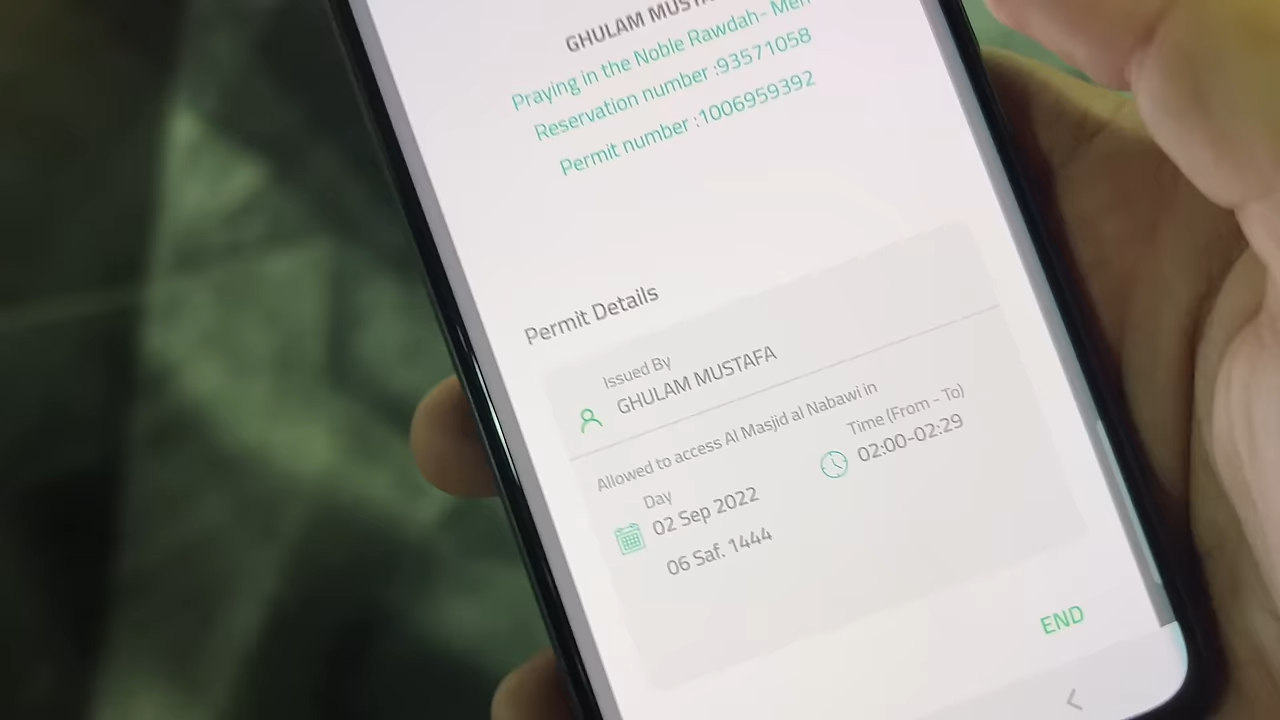 GHULAM
Praying in the Noble Rawdah- Men
Reservation number :93571058
Permit number :1006959392
Permit Details
Issued By
GHULAM MUSTAFA
Allowed to access Al Masjid al Nabawi in
Day
Time (From - To)
02 Sep 2022
02:00-02:29
06 Saf. 1444
END